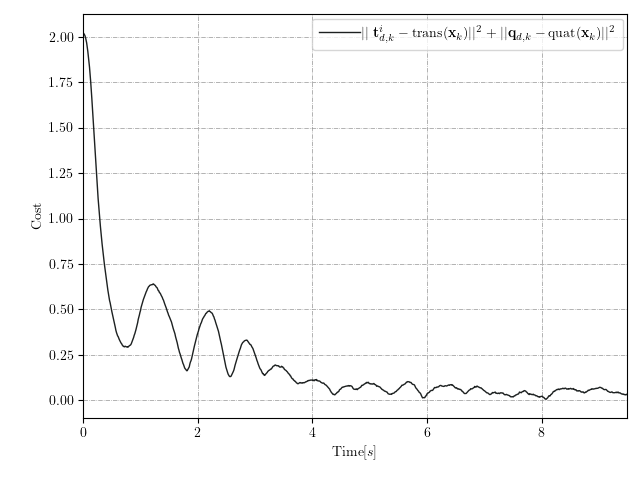 || t^i_{d,k} − trans(x_k)||^2 + ||q_{d,k} − quat(x_k)||^2
2.00
1.75
1.50
1.25
1.00
0.75
0.50
0.25
0.00
Cost
0 2 4 6 8
Time[s]